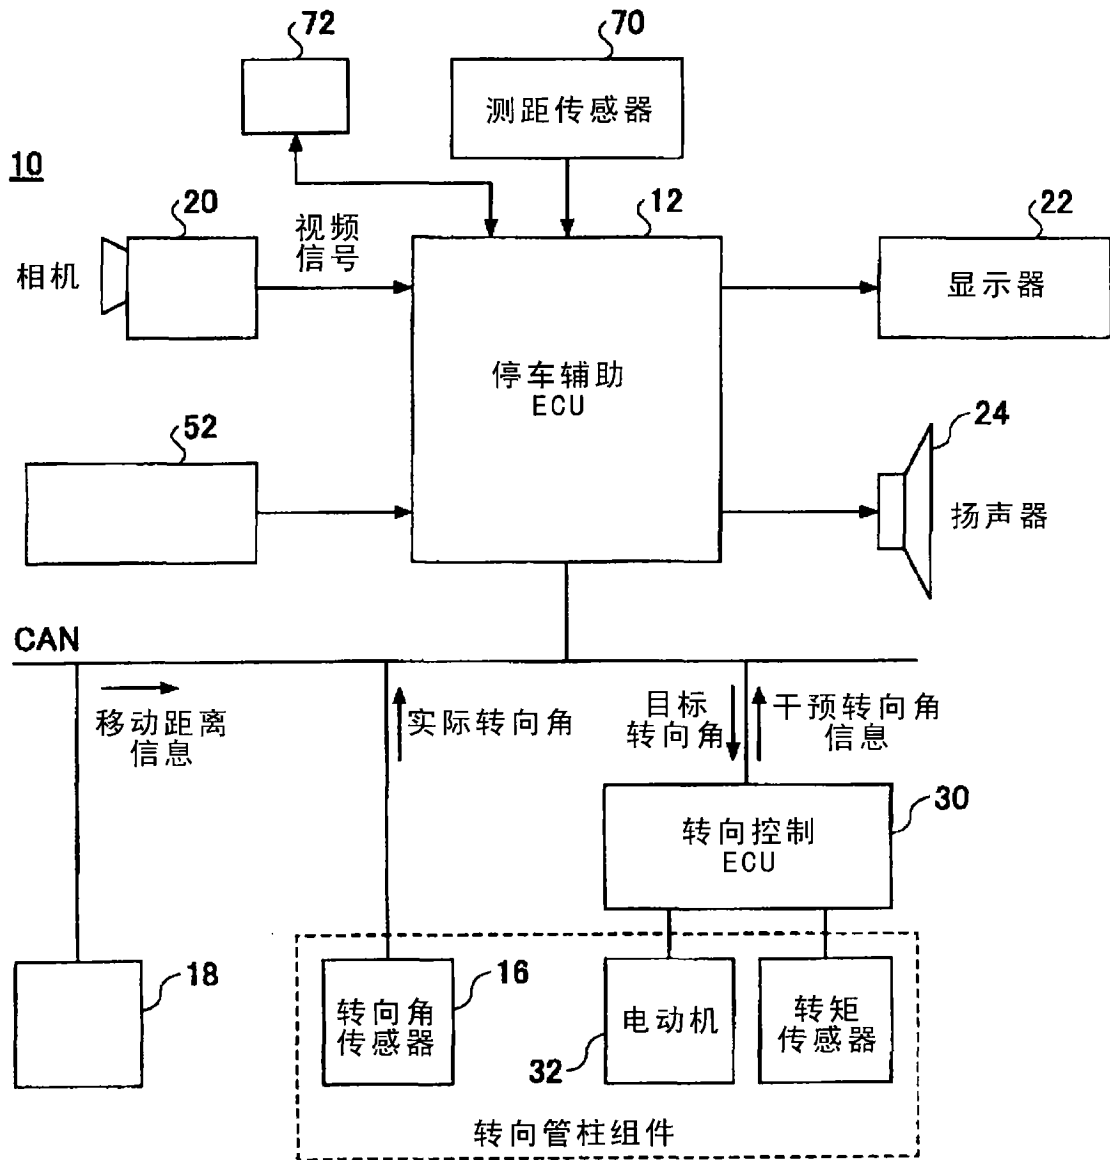 72
70
测距传感器
10
20
12
22
相机
视频
信号
显示器
停车辅助
ECU
52
24
扬声器
CAN
移动距离
信息
实际转向角
目标
转向角
干预转向角
信息
30
转向控制
ECU
18
16
转向角
传感器
电动机
32
转矩
传感器
转向管柱组件